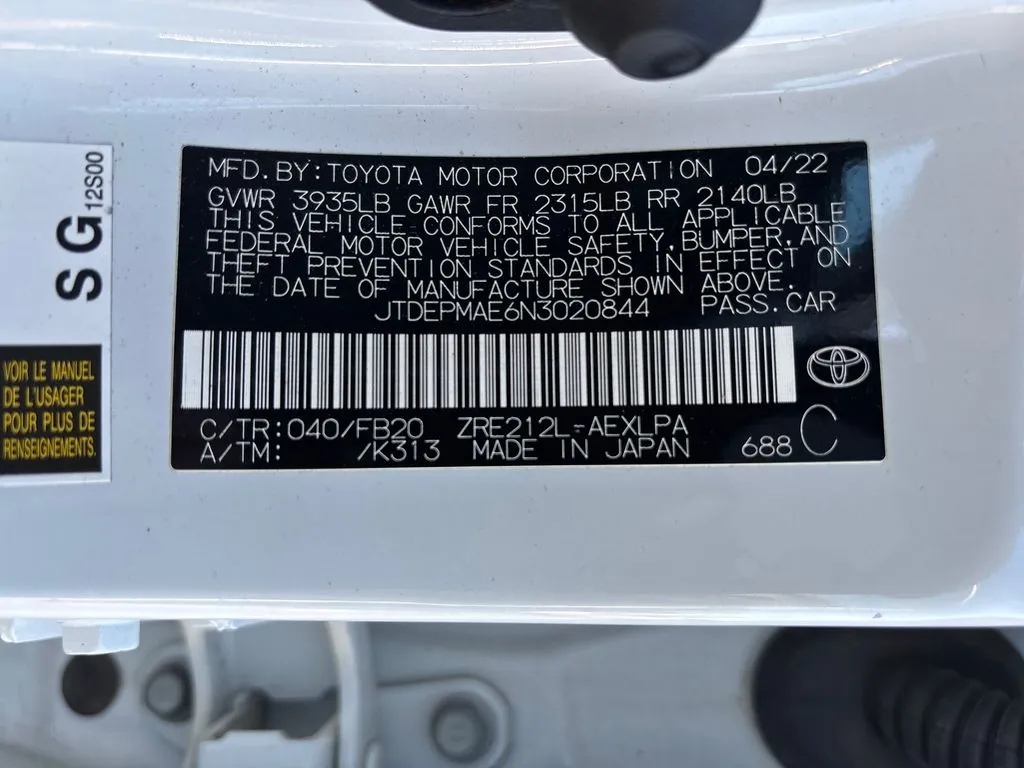 MFD. BY: TOYOTA MOTOR CORPORATION 04/22
GVWR 3935LB GAWR FR 2315LB RR 2140LB
THIS VEHICLE CONFORMS TO ALL APPLICABLE
FEDERAL MOTOR VEHICLE SAFETY, BUMPER, AND
THEFT PREVENTION STANDARDS IN EFFECT ON
THE DATE OF MANUFACTURE SHOWN ABOVE.
JTDEPMAE6N3020844 PASS. CAR
C/TR: 040/FB20 ZRE212L-AEXLPA
A/TM: /K313 MADE IN JAPAN 688 C
SG 12S00
VOIR LE MANUEL
DE L'USAGER
POUR PLUS DE
RENSEIGNEMENTS.